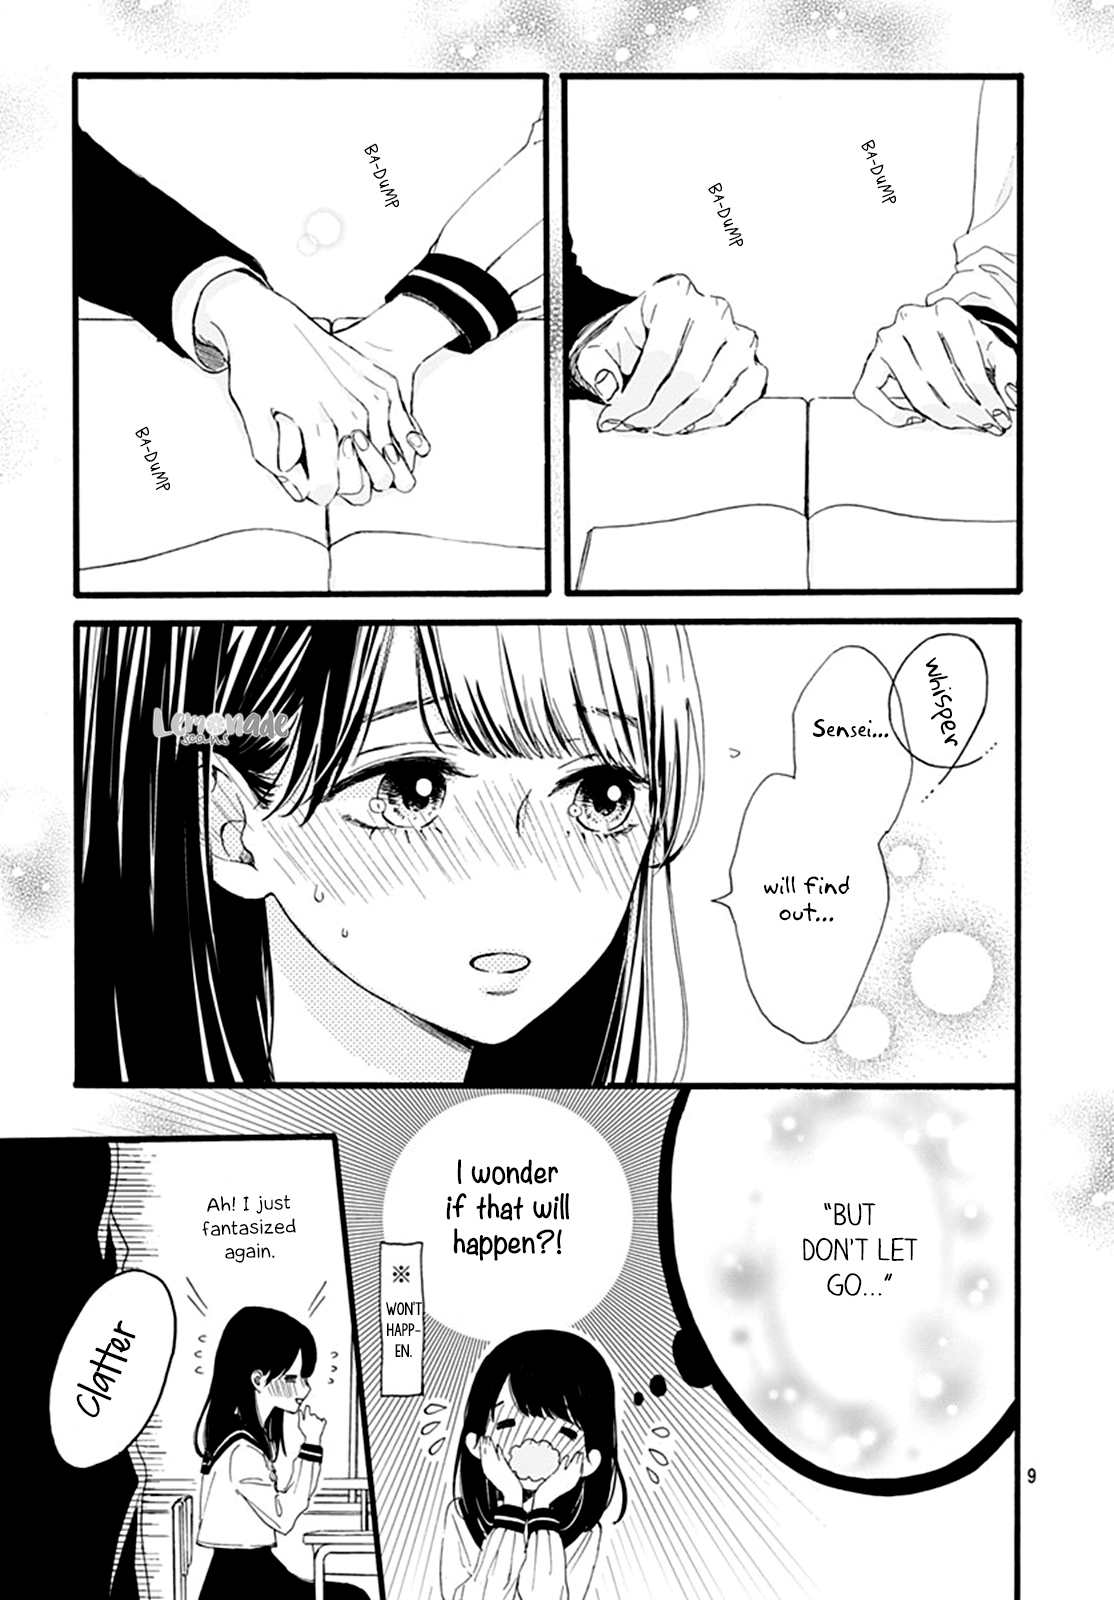 BA-DUMP
BA-DUMP
BA-DUMP
BA-DUMP
whisper
Sensei...
will find
out...
Lemonade
scans
"BUT
DON'T LET
GO..."
I wonder
if that will
happen?!
※
WON'T
HAPP-
EN.
Ah! I just
fantasized
again.
Clatter
9